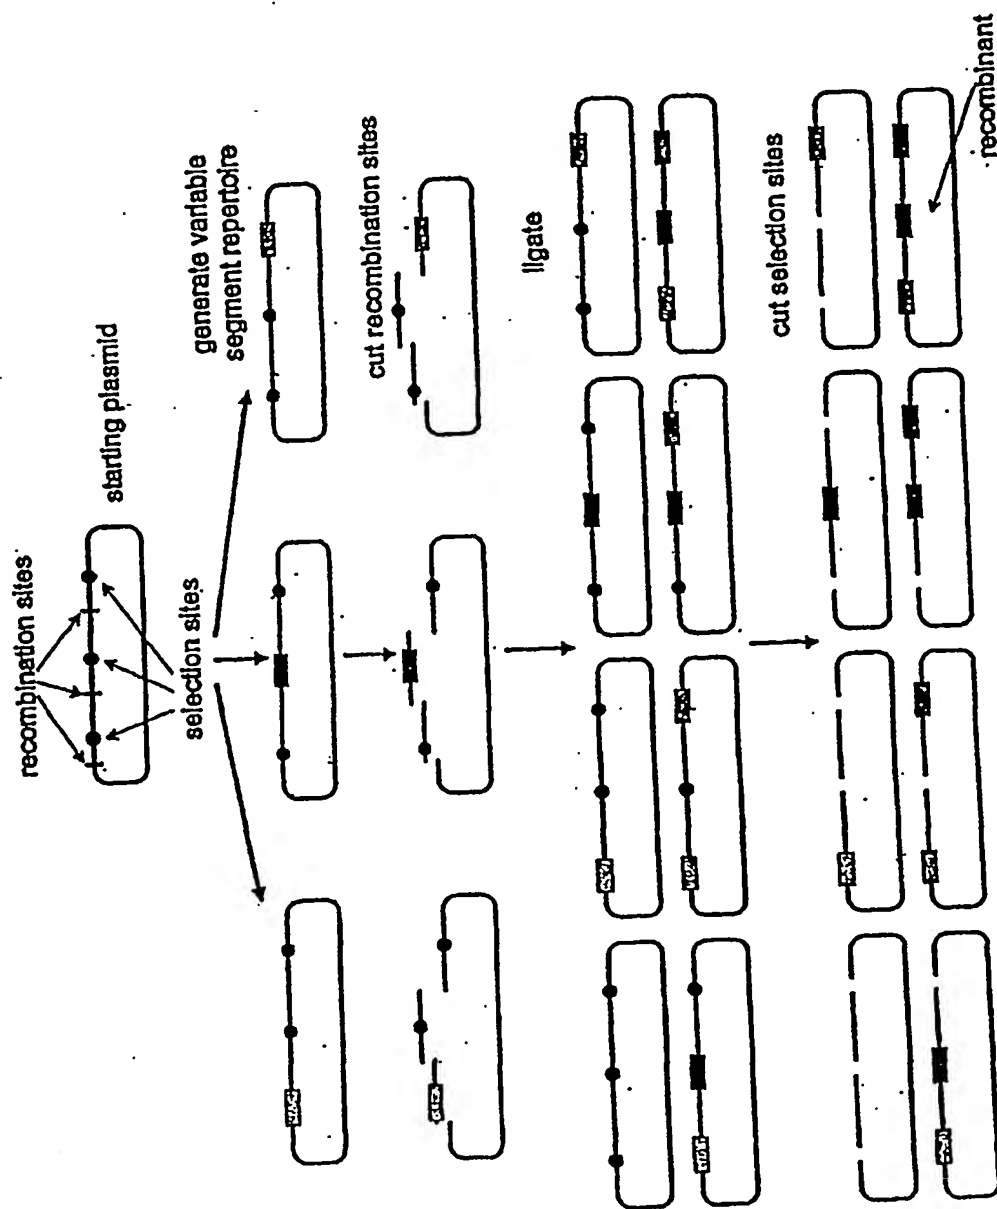 recombination sites
starting plasmid
selection sites
generate variable
segment repertoire
cut recombination sites
ligate
cut selection sites
recombinant